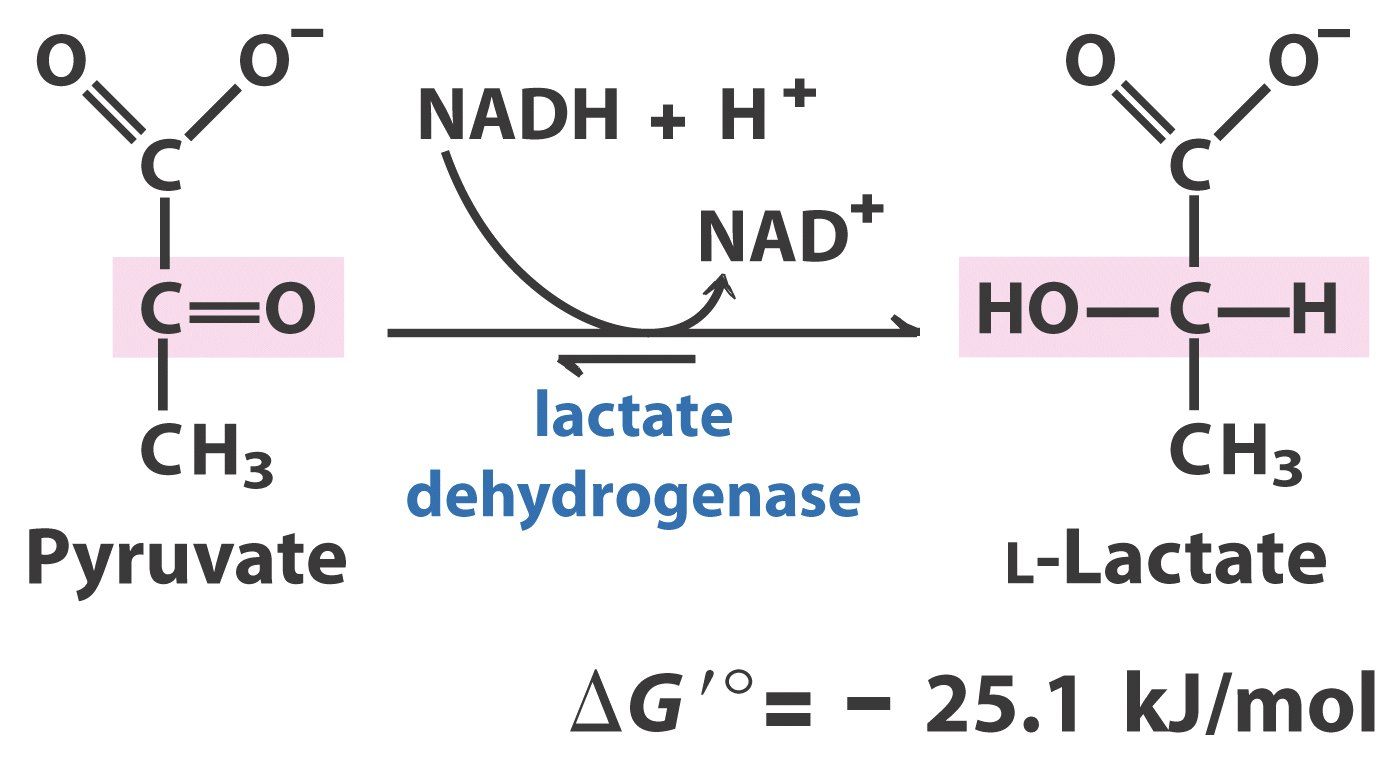 O O⁻ NADH + H⁺ O O⁻
C NAD⁺ C
C=O HO—C—H
CH₃ lactate CH₃
dehydrogenase
Pyruvate L-Lactate
ΔG′° = − 25.1 kJ/mol